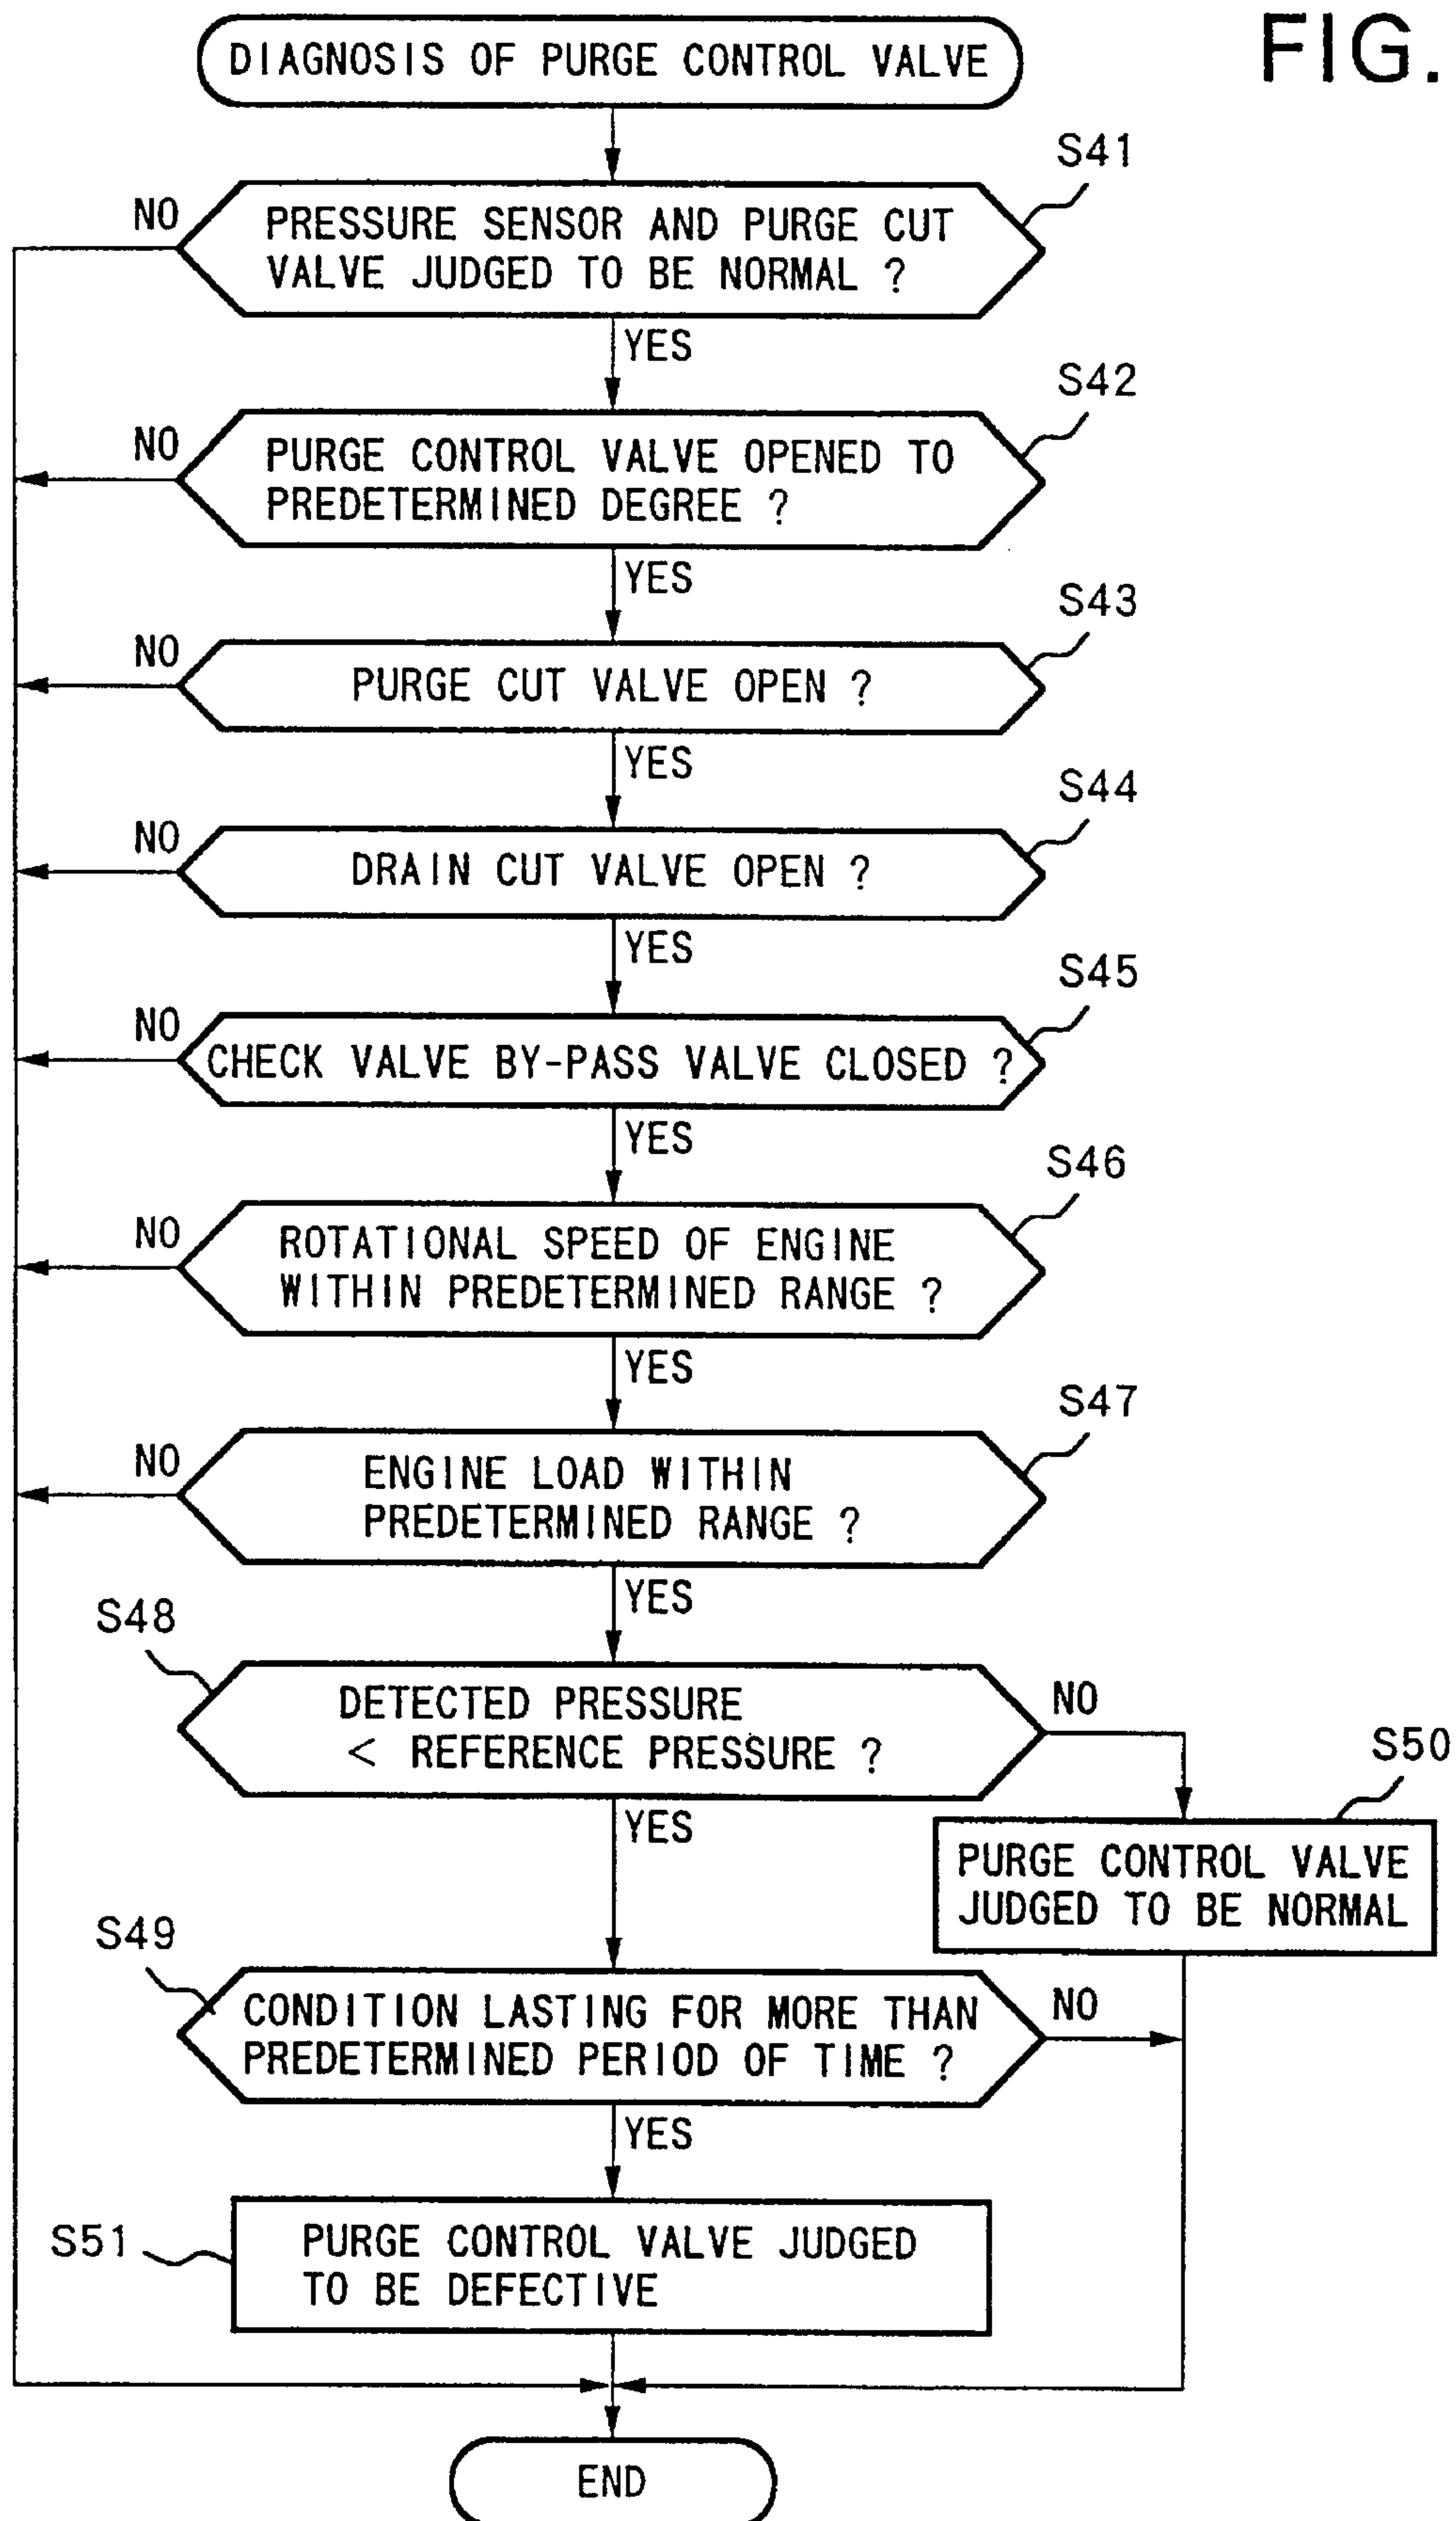 FIG.
DIAGNOSIS OF PURGE CONTROL VALVE
S41
NO
PRESSURE SENSOR AND PURGE CUT
VALVE JUDGED TO BE NORMAL ?
YES
S42
NO
PURGE CONTROL VALVE OPENED TO
PREDETERMINED DEGREE ?
YES
S43
NO
PURGE CUT VALVE OPEN ?
YES
S44
NO
DRAIN CUT VALVE OPEN ?
YES
S45
NO
CHECK VALVE BY-PASS VALVE CLOSED ?
YES
S46
NO
ROTATIONAL SPEED OF ENGINE
WITHIN PREDETERMINED RANGE ?
YES
S47
NO
ENGINE LOAD WITHIN
PREDETERMINED RANGE ?
YES
S48
DETECTED PRESSURE
< REFERENCE PRESSURE ?
NO
YES
S50
PURGE CONTROL VALVE
JUDGED TO BE NORMAL
S49
CONDITION LASTING FOR MORE THAN
PREDETERMINED PERIOD OF TIME ?
NO
YES
S51
PURGE CONTROL VALVE JUDGED
TO BE DEFECTIVE
END